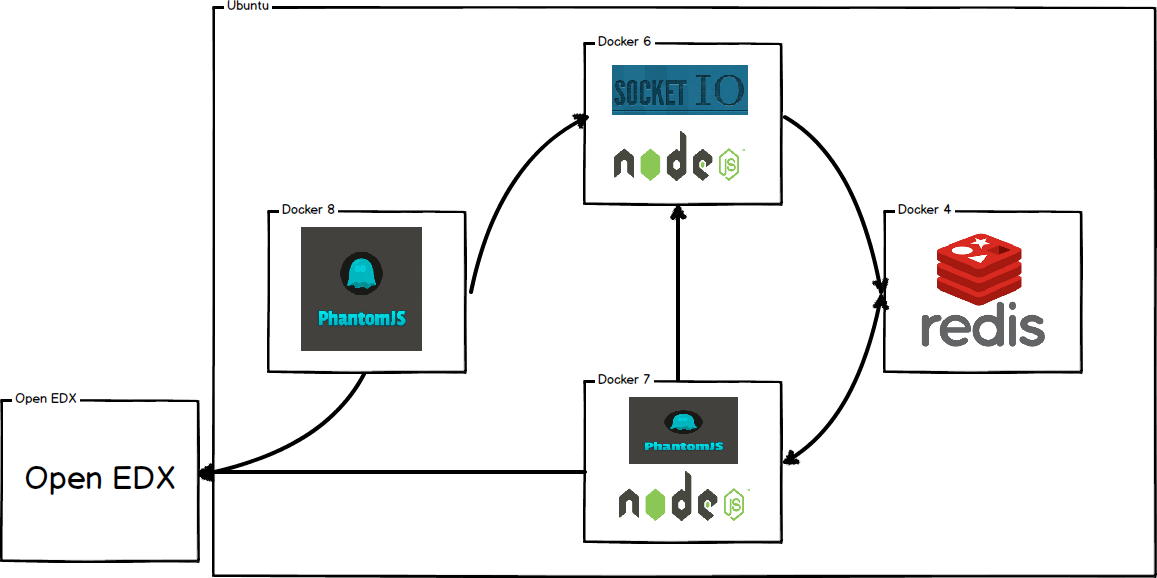 Ubuntu
Docker 6
SOCKET IO
node
JS
Docker 8
PhantomJS
Docker 4
redis
Docker 7
PhantomJS
node
JS
Open EDX
Open EDX